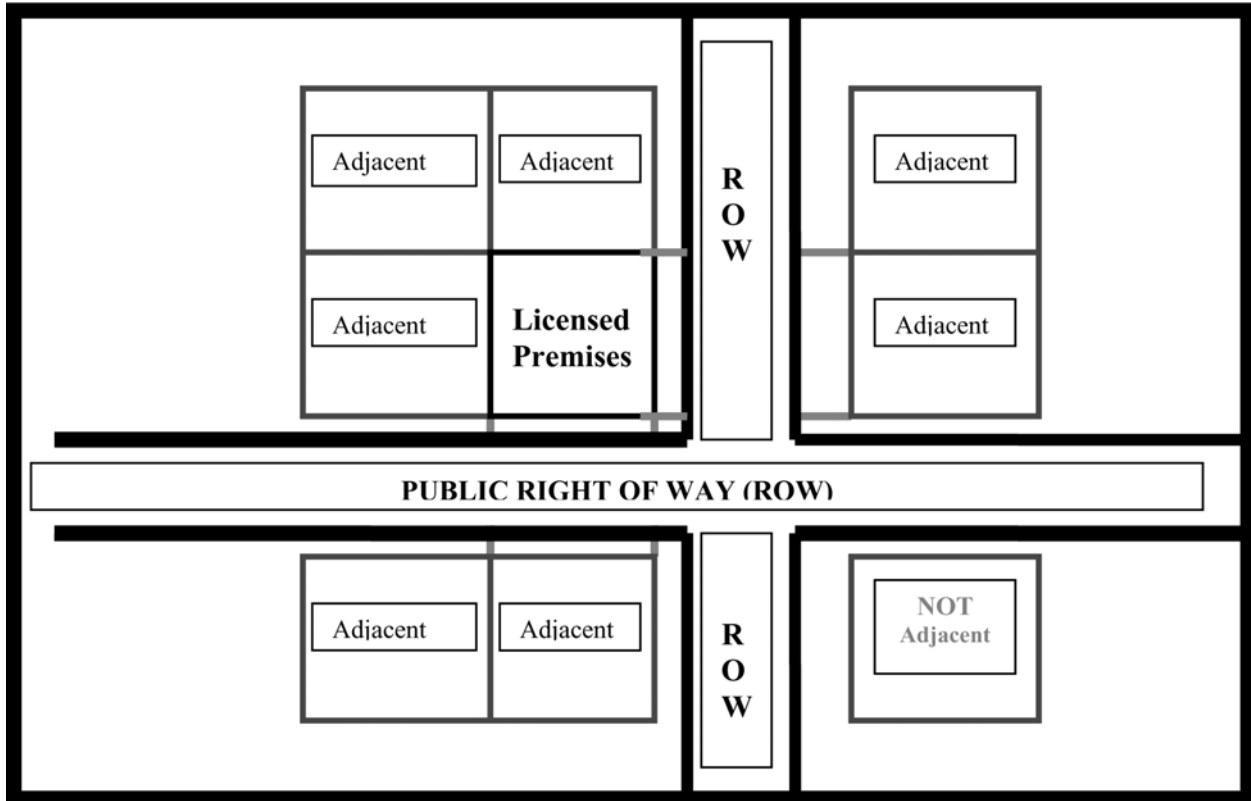 Adjacent
Adjacent
R
O
W
Adjacent
Adjacent
Licensed
Premises
Adjacent
PUBLIC RIGHT OF WAY (ROW)
Adjacent
Adjacent
R
O
W
NOT
Adjacent